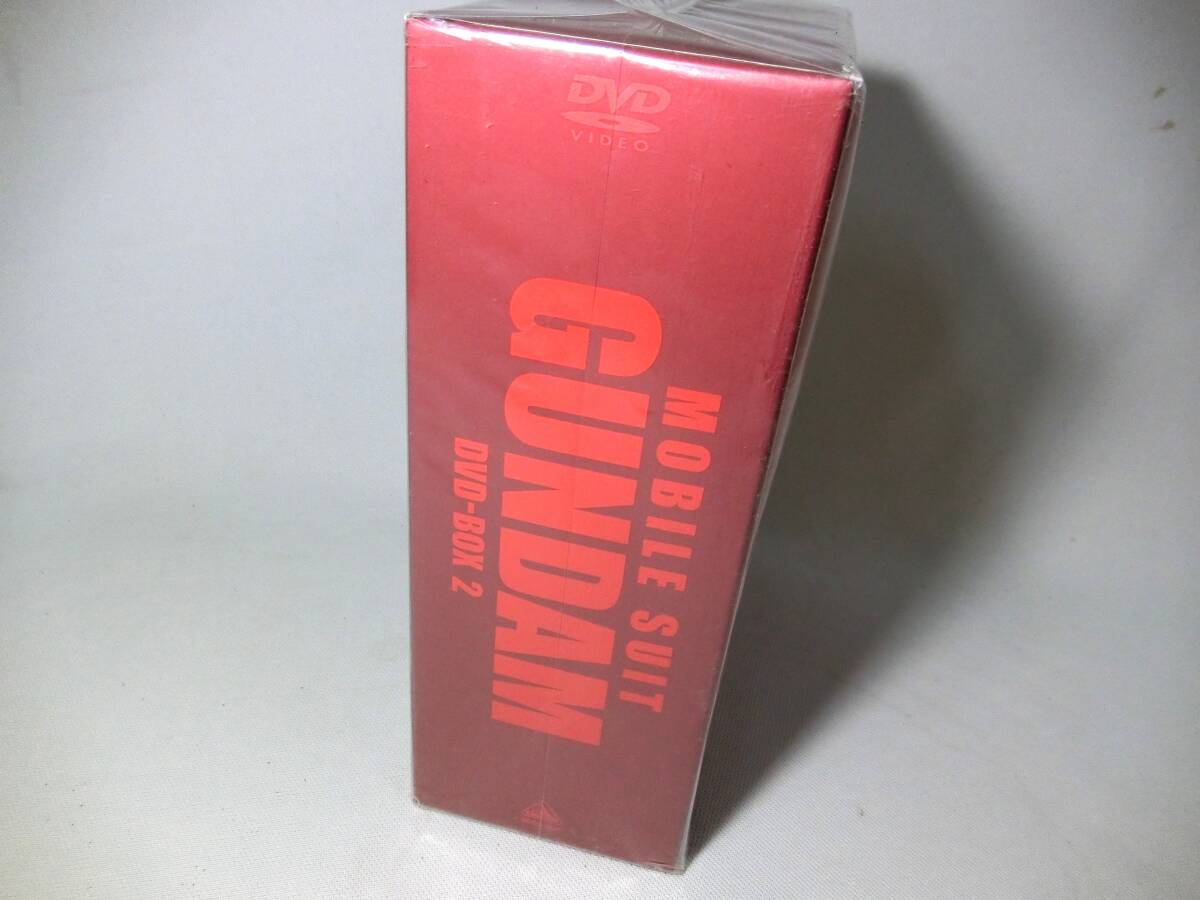 DVD
VIDEO
MOBILE SUIT
GUNDAM
DVD-BOX 2